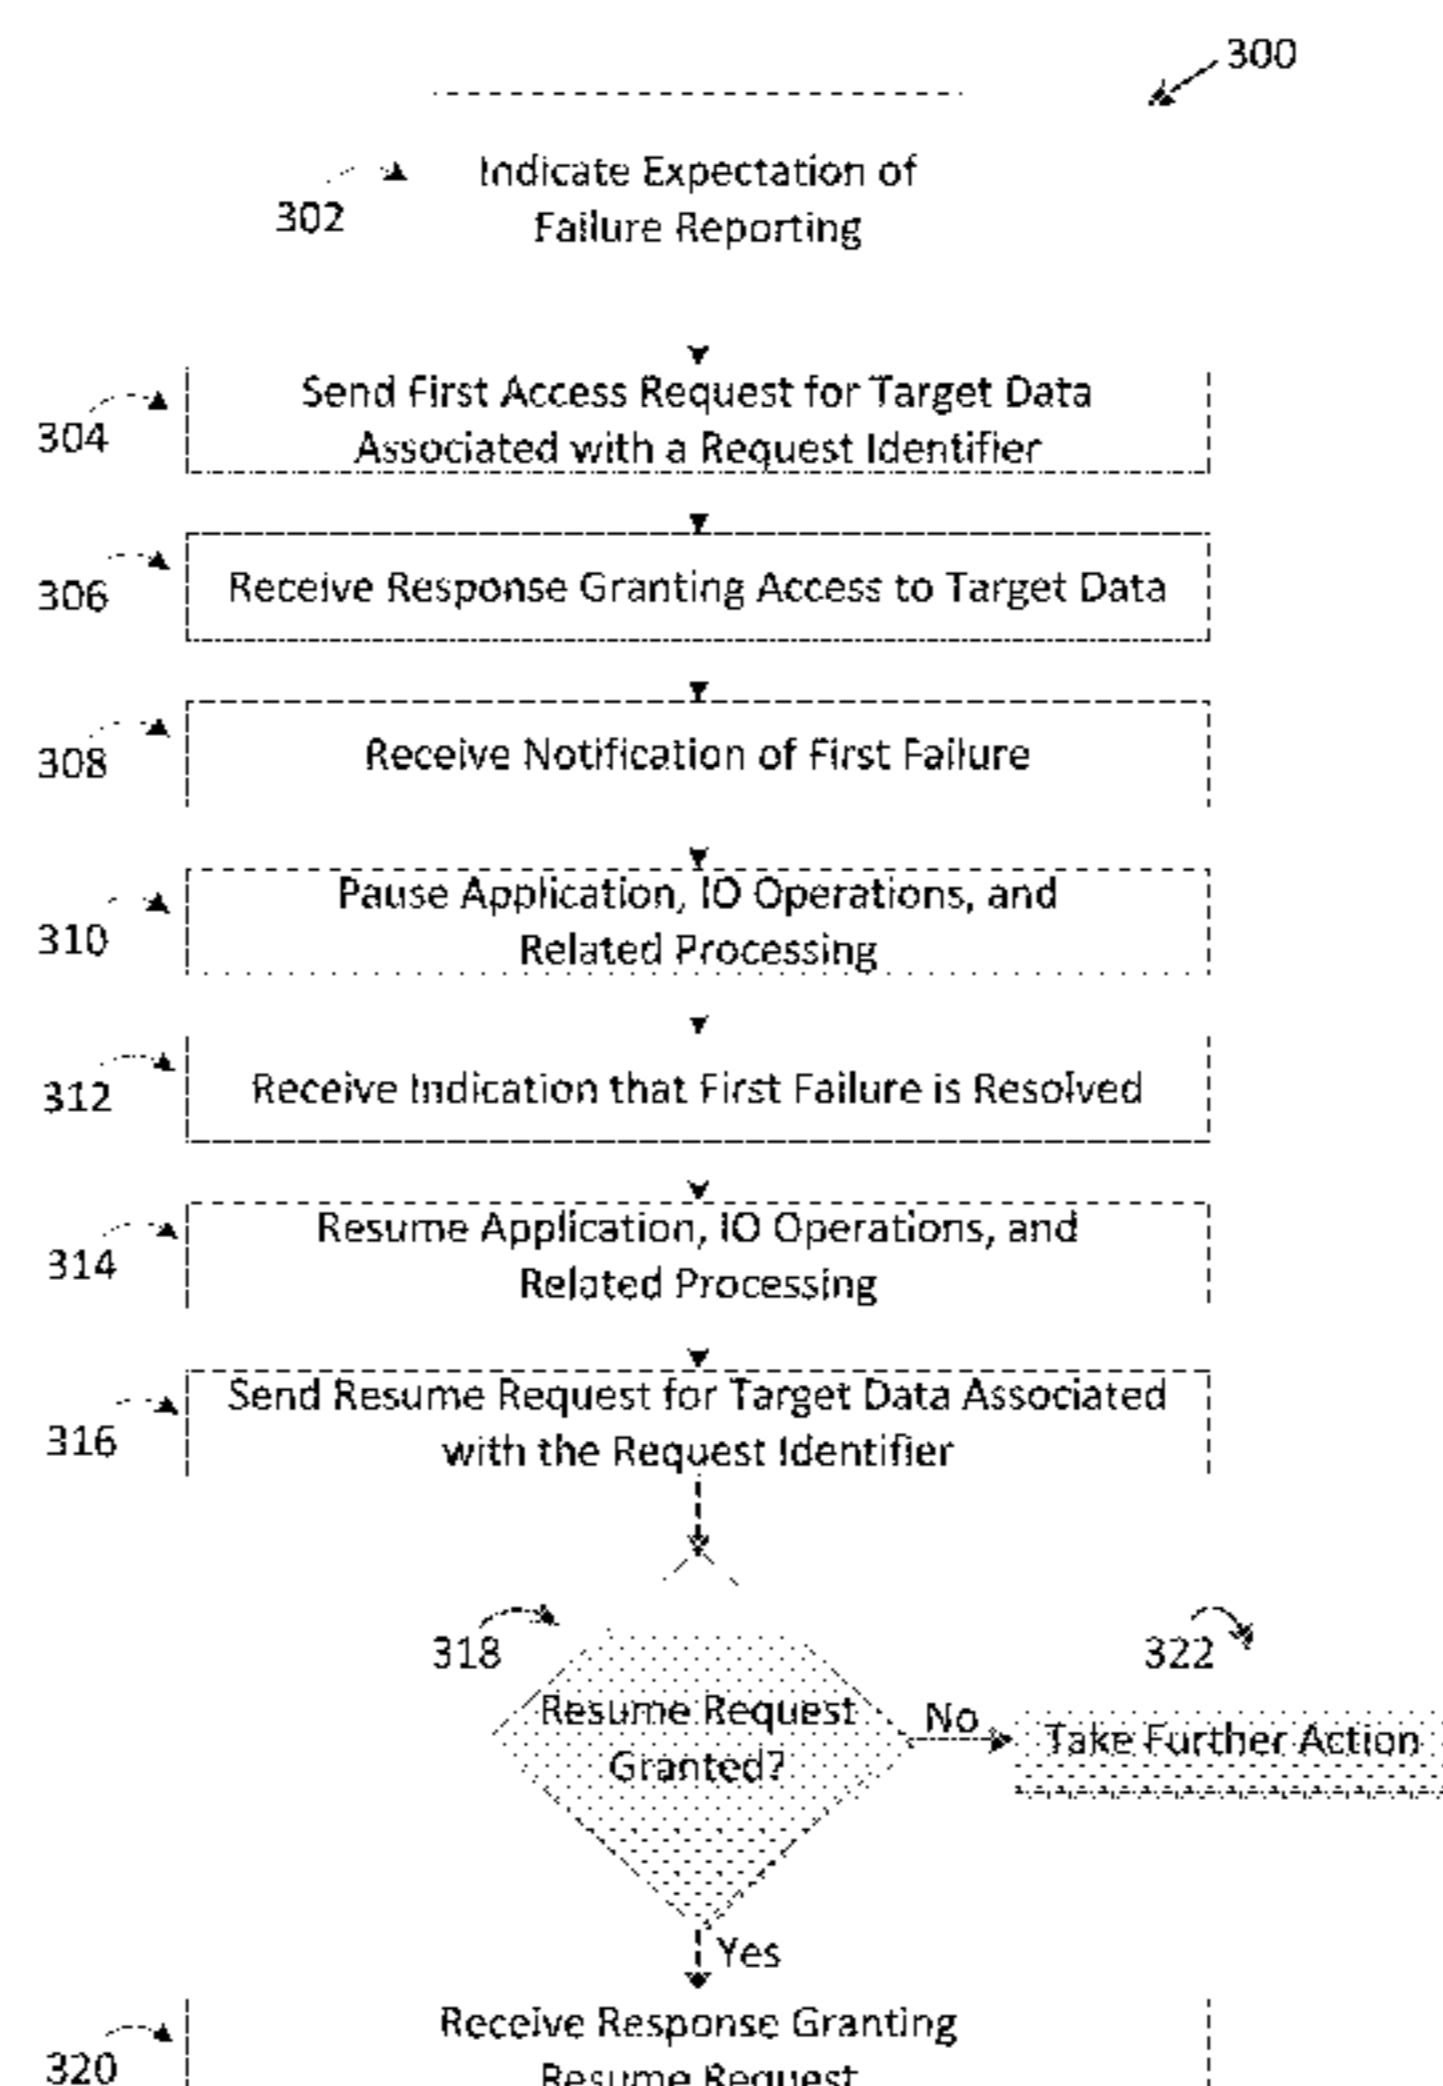 300
302
Indicate Expectation of
Failure Reporting
304
Send First Access Request for Target Data
Associated with a Request Identifier
306
Receive Response Granting Access to Target Data
308
Receive Notification of First Failure
310
Pause Application, IO Operations, and
Related Processing
312
Receive Indication that First Failure is Resolved
314
Resume Application, IO Operations, and
Related Processing
316
Send Resume Request for Target Data Associated
with the Request Identifier
318
Resume Request
Granted?
No
322
Take Further Action
Yes
320
Receive Response Granting
Resume Request